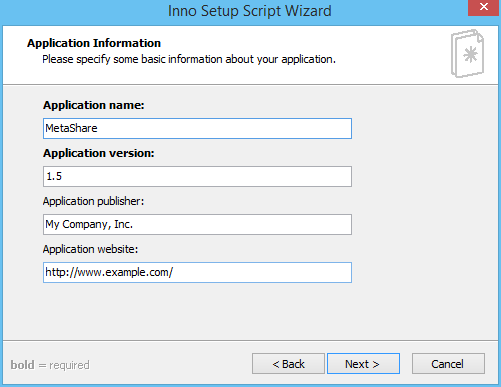 Inno Setup Script Wizard
Application Information
Please specify some basic information about your application.
Application name:
MetaShare
Application version:
1.5
Application publisher:
My Company, Inc.
Application website:
http://www.example.com/
bold = required
< Back
Next >
Cancel